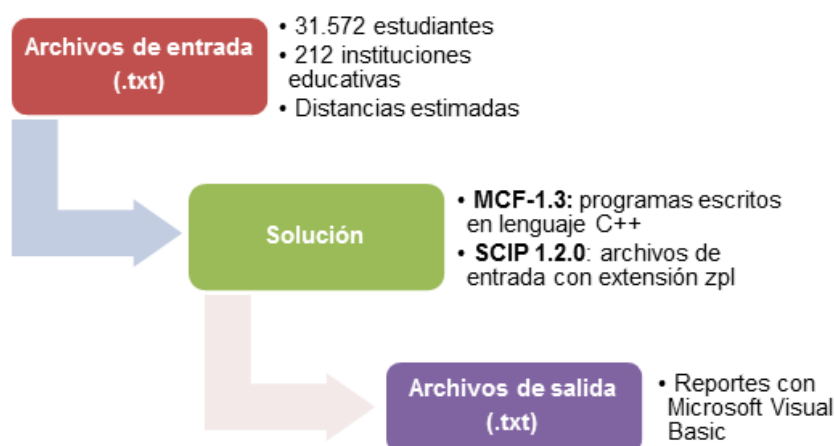 Archivos de entrada
(.txt)
• 31.572 estudiantes
• 212 instituciones
educativas
• Distancias estimadas
Solución
• MCF-1.3: programas escritos
en lenguaje C++
• SCIP 1.2.0: archivos de
entrada con extensión zpl
Archivos de salida
(.txt)
• Reportes con
Microsoft Visual
Basic